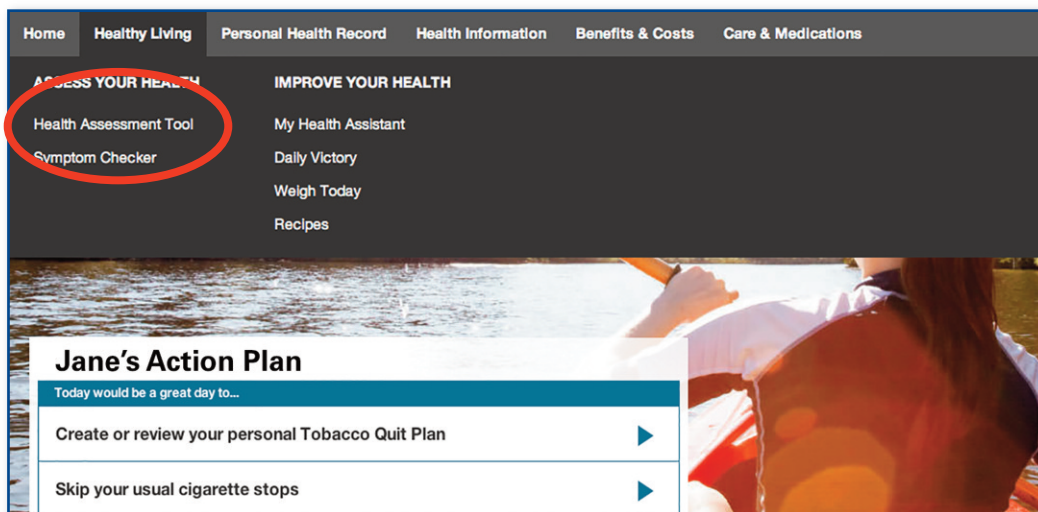 Home Healthy Living Personal Health Record Health Information Benefits & Costs Care & Medications
ASSESS YOUR HEALTH
Health Assessment Tool
Symptom Checker
IMPROVE YOUR HEALTH
My Health Assistant
Daily Victory
Weigh Today
Recipes
Jane's Action Plan
Today would be a great day to...
Create or review your personal Tobacco Quit Plan
Skip your usual cigarette stops